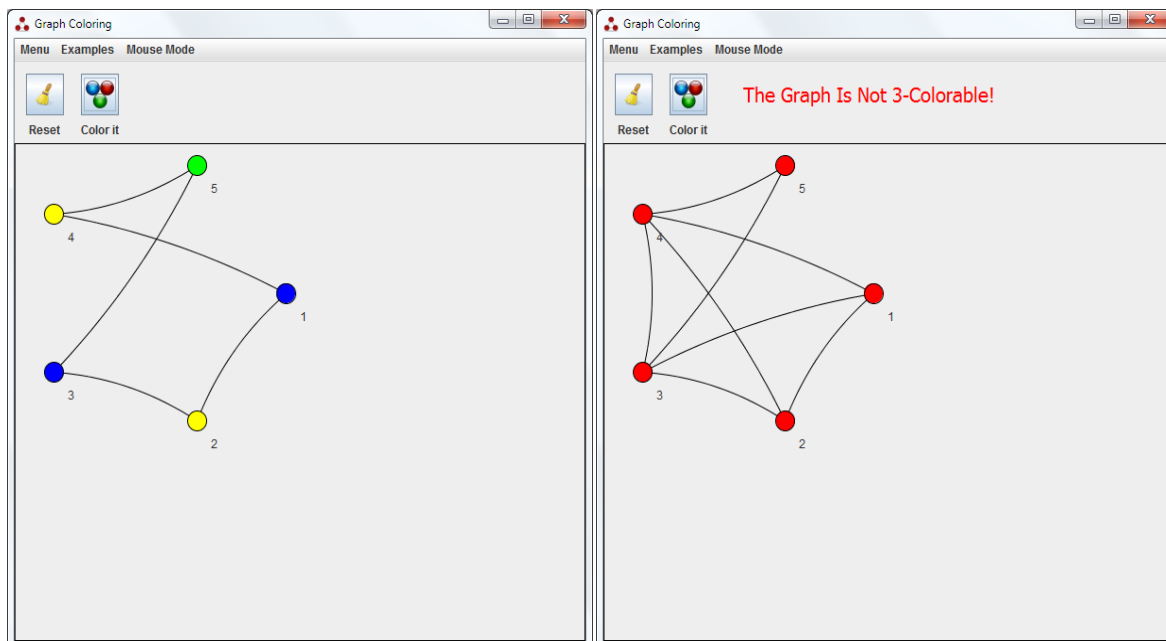 Graph Coloring
Menu Examples Mouse Mode
Reset Color it
5
4
1
3
2
Graph Coloring
Menu Examples Mouse Mode
The Graph Is Not 3-Colorable!
Reset Color it
5
4
1
3
2